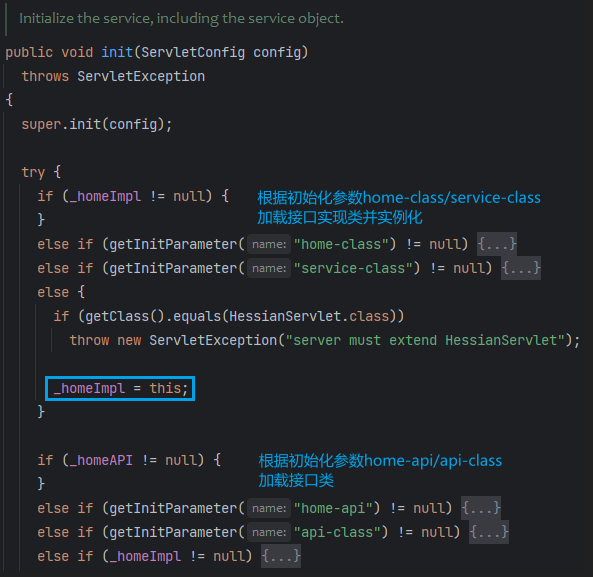 Initialize the service, including the service object.
public void init(ServletConfig config)
throws ServletException
{
super.init(config);
try {
if (_homeImpl != null) {
根据初始化参数home-class/service-class
加载接口实现类并实例化
}
else if (getInitParameter( name: "home-class") != null) {...}
else if (getInitParameter( name: "service-class") != null) {...}
else {
if (getClass().equals(HessianServlet.class))
throw new ServletException("server must extend HessianServlet");
_homeImpl = this;
}
if (_homeAPI != null) {
根据初始化参数home-api/api-class
加载接口类
}
else if (getInitParameter( name: "home-api") != null) {...}
else if (getInitParameter( name: "api-class") != null) {...}
else if (_homeImpl != null) {...}